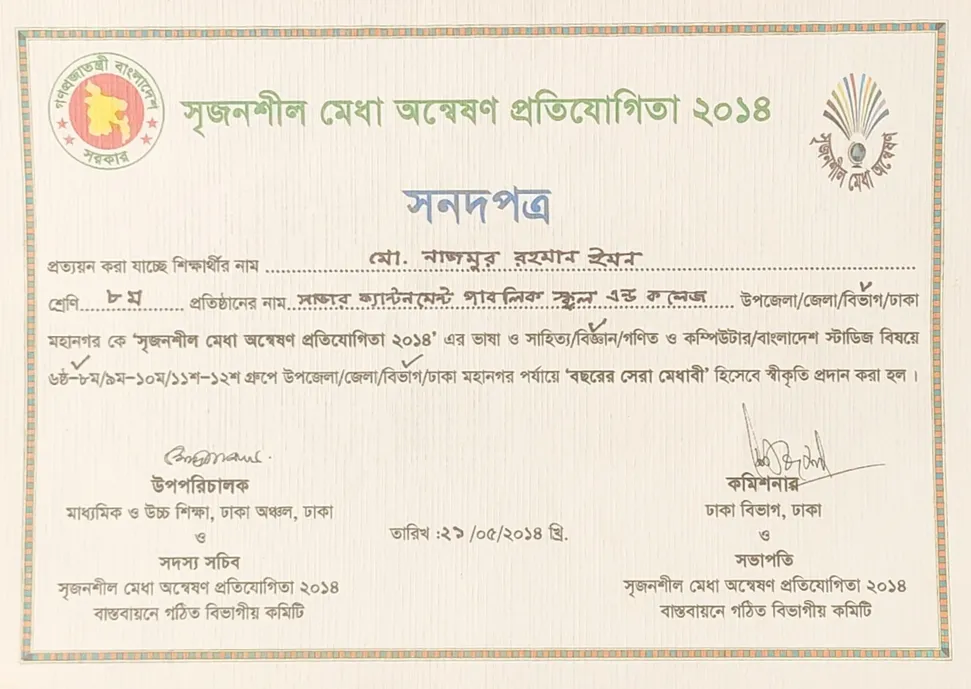 গণপ্রজাতন্ত্রী বাংলাদেশ
সরকার
সৃজনশীল মেধা অন্বেষণ প্রতিযোগিতা ২০১৪
সৃজনশীল মেধা অন্বেষণ
সনদপত্র
প্রত্যয়ন করা যাচ্ছে শিক্ষার্থীর নাম মো. নাজমুর রহমান ইমন
শ্রেণি ৮ম প্রতিষ্ঠানের নাম সাভার ক্যান্টনমেন্ট পাবলিক স্কুল এন্ড কলেজ উপজেলা/জেলা/বিভাগ/ঢাকা
মহানগর কে ‘সৃজনশীল মেধা অন্বেষণ প্রতিযোগিতা ২০১৪’ এর ভাষা ও সাহিত্য/বিজ্ঞান/গণিত ও কম্পিউটার/বাংলাদেশ স্টাডিজ বিষয়ে
৬ষ্ঠ-৮ম/৯ম-১০ম/১১শ-১২শ গ্রুপে উপজেলা/জেলা/বিভাগ/ঢাকা মহানগর পর্যায়ে ‘বছরের সেরা মেধাবী’ হিসেবে স্বীকৃতি প্রদান করা হল ।
উপপরিচালক
মাধ্যমিক ও উচ্চ শিক্ষা, ঢাকা অঞ্চল, ঢাকা
ও
সদস্য সচিব
সৃজনশীল মেধা অন্বেষণ প্রতিযোগিতা ২০১৪
বাস্তবায়নে গঠিত বিভাগীয় কমিটি
তারিখ :২১/০৫/২০১৪ খ্রি.
কমিশনার
ঢাকা বিভাগ, ঢাকা
ও
সভাপতি
সৃজনশীল মেধা অন্বেষণ প্রতিযোগিতা ২০১৪
বাস্তবায়নে গঠিত বিভাগীয় কমিটি